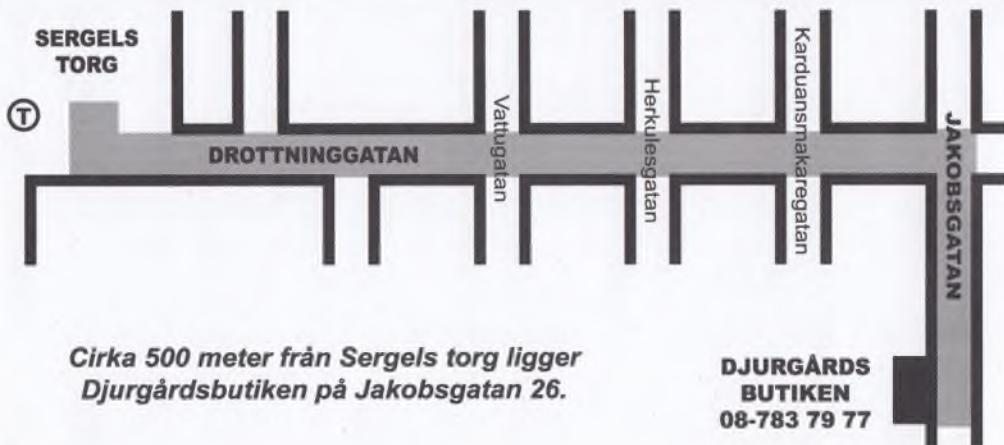 SERGELS
TORG
T
DROTTNINGGATAN
Vattugatan
Herkulesgatan
Karduansmakaregatan
JAKOBSGATAN
Cirka 500 meter från Sergels torg ligger
Djurgårdsbutiken på Jakobsgatan 26.
DJURGÅRDS
BUTIKEN
08-783 79 77